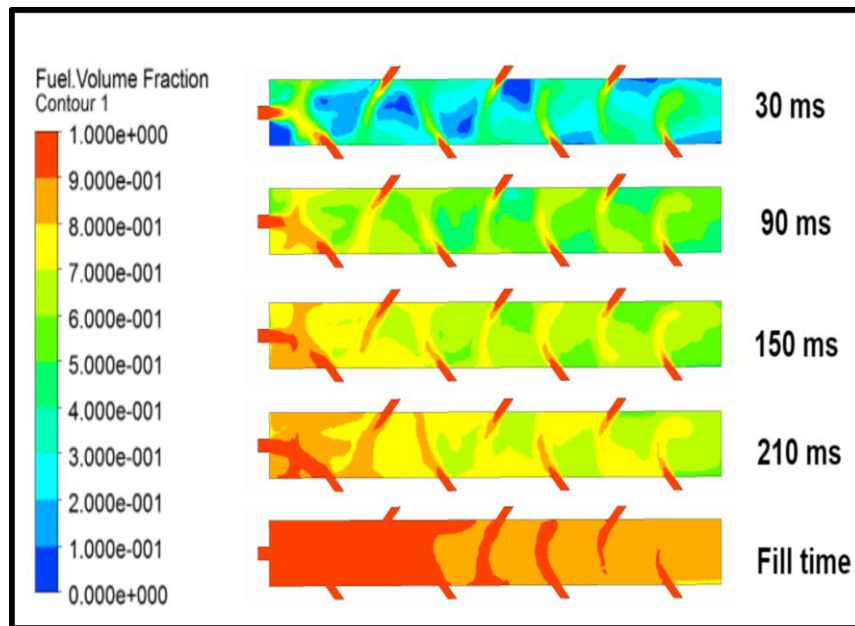 Fuel.Volume Fraction
Contour 1
1.000e+000
9.000e-001
8.000e-001
7.000e-001
6.000e-001
5.000e-001
4.000e-001
3.000e-001
2.000e-001
1.000e-001
0.000e+000
30 ms
90 ms
150 ms
210 ms
Fill time